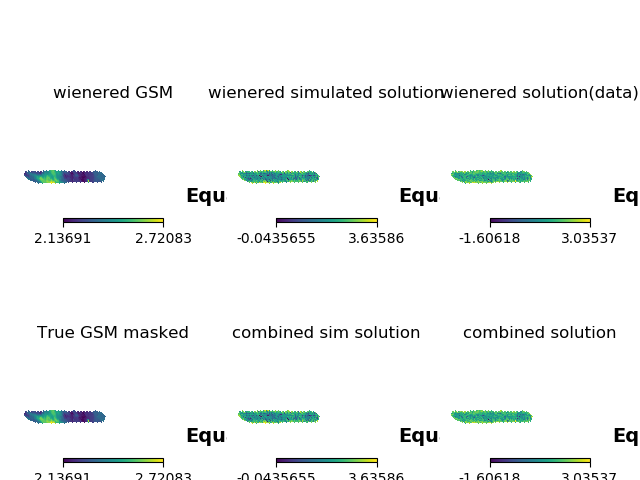 wienered GSM
wienered simulated solution
wienered solution(data)
Equ
Equ
Eq
2.13691 2.72083
-0.0435655 3.63586
-1.60618 3.03537
True GSM masked
combined sim solution
combined solution
Equ
Equ
Eq
2.13691 2.72083
-0.0435655 3.63586
-1.60618 3.03537